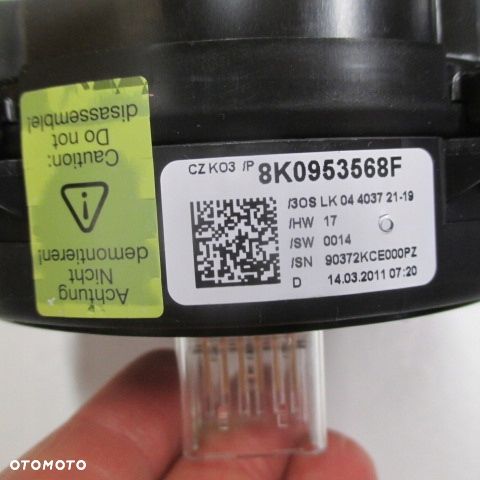 CZ K03 /P 8K0953568F
/3OS LK 04 4037 21-19
/HW 17
/SW 0014
/SN 90372KCE000PZ
D 14.03.2011 07:20
Achtung
Nicht
demontieren!
Caution:
Do not
disassemble!
OTOMOTO